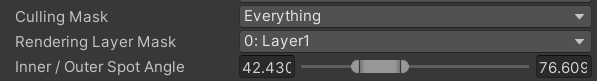 Culling Mask Everything
Rendering Layer Mask 0: Layer1
Inner / Outer Spot Angle 42.430 76.609